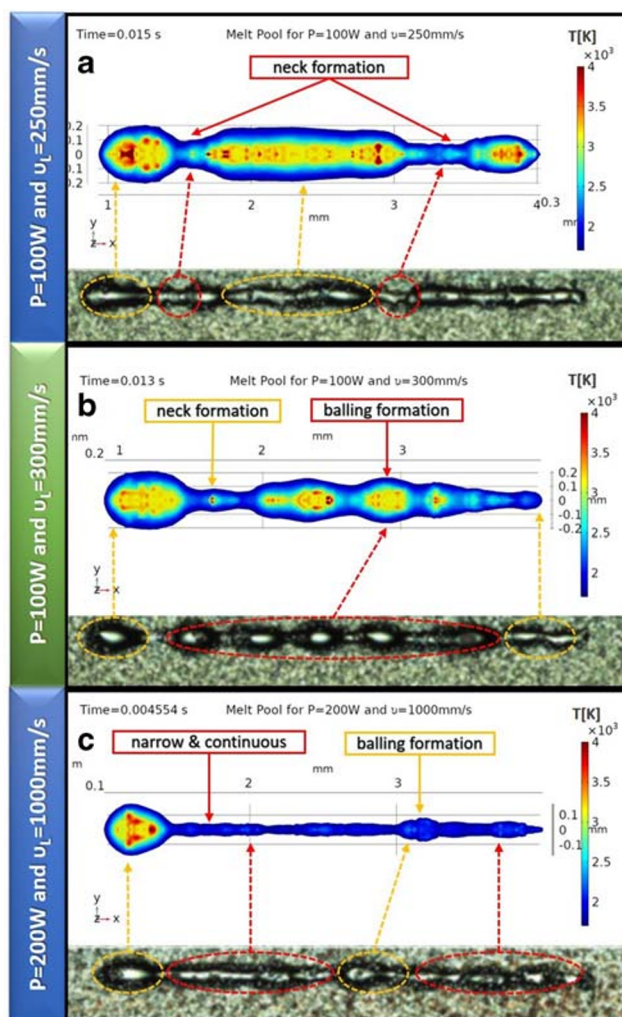 P=100W and υL=250mm/s
Time=0.015 s Melt Pool for P=100W and υ=250mm/s
T[K]
×10³
a
neck formation
4
3.5
3
2.5
2
0.2
0.1
0
0.1
0.2
2
3
4
0.3
mm
mm
y
z x
P=100W and υL=300mm/s
Time=0.013 s Melt Pool for P=100W and υ=300mm/s
T[K]
×10³
b
neck formation
balling formation
4
3.5
3
2.5
2
nm
1
2
mm
3
0.2
0.2
0.1
0
mm
-0.1
-0.2
y
z x
P=200W and υL=1000mm/s
Time=0.004554 s Melt Pool for P=200W and υ=1000mm/s
T[K]
×10³
c
narrow & continuous
balling formation
4
3.5
3
2.5
2
m
2
mm
3
0.1
0.1
0
mm
-0.1
y
z x